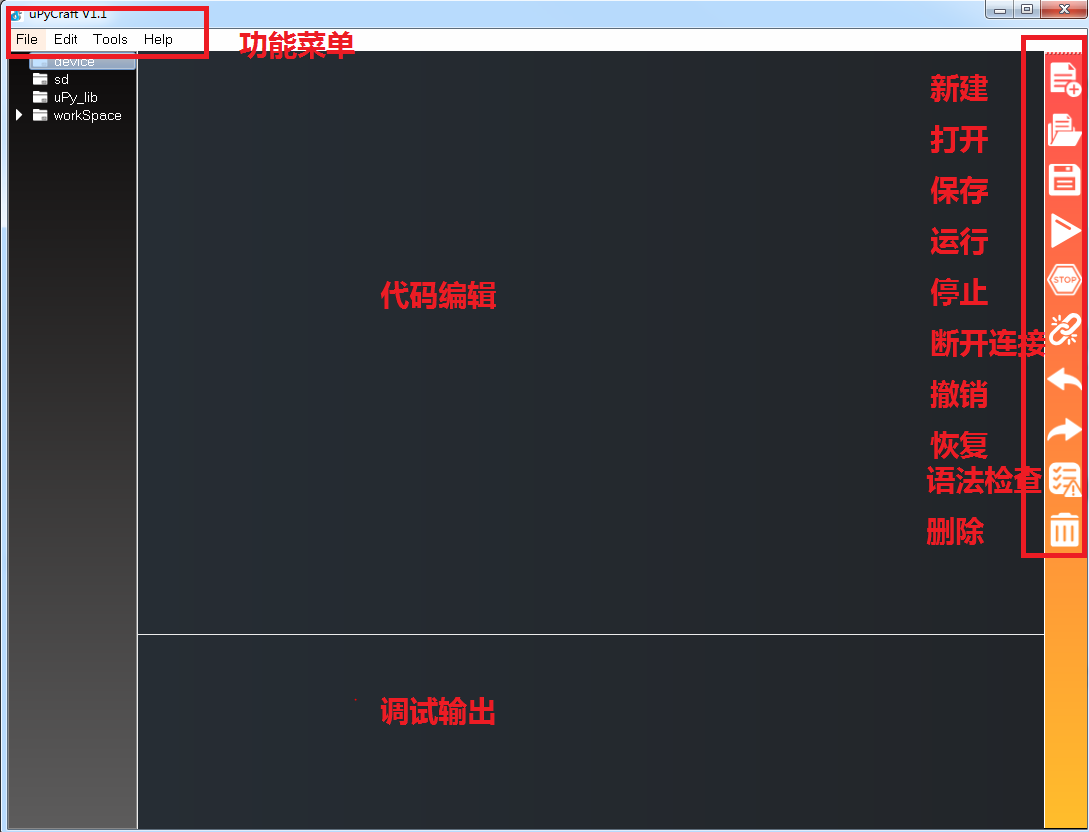 uPyCraft V1.1
File Edit Tools Help
功能菜单
device
sd
uPy_lib
workSpace
新建
打开
保存
运行
停止
STOP
断开连接
撤销
恢复
语法检查
删除
代码编辑
调试输出